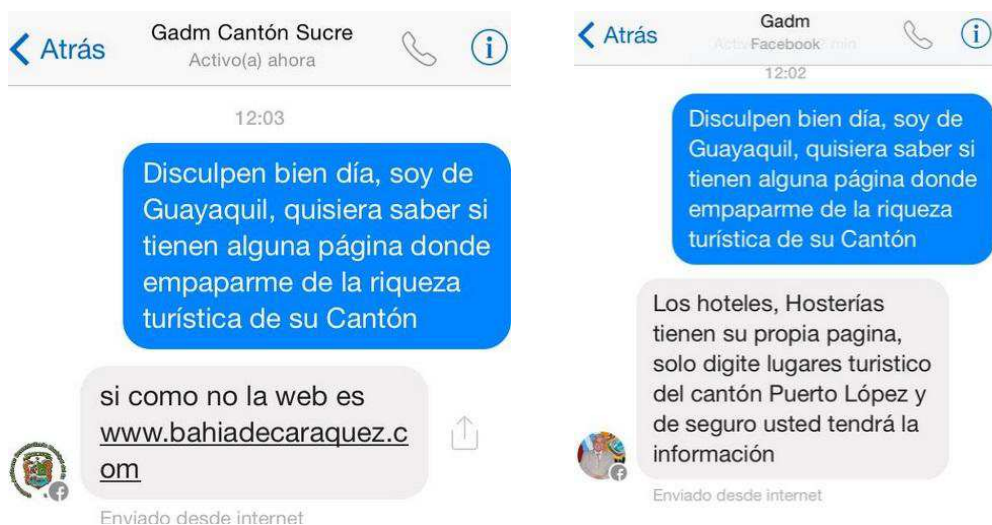 Atrás
Gadm Cantón Sucre
Activo(a) ahora
12:03
Disculpen bien día, soy de
Guayaquil, quisiera saber si
tienen alguna página donde
empaparme de la riqueza
turística de su Cantón
si como no la web es
www.bahiadecaraquez.c
om
Enviado desde internet
Atrás
Gadm
Facebook
12:02
Disculpen bien día, soy de
Guayaquil, quisiera saber si
tienen alguna página donde
empaparme de la riqueza
turística de su Cantón
Los hoteles, Hosterías
tienen su propia pagina,
solo digite lugares turistico
del cantón Puerto López y
de seguro usted tendrá la
información
Enviado desde internet